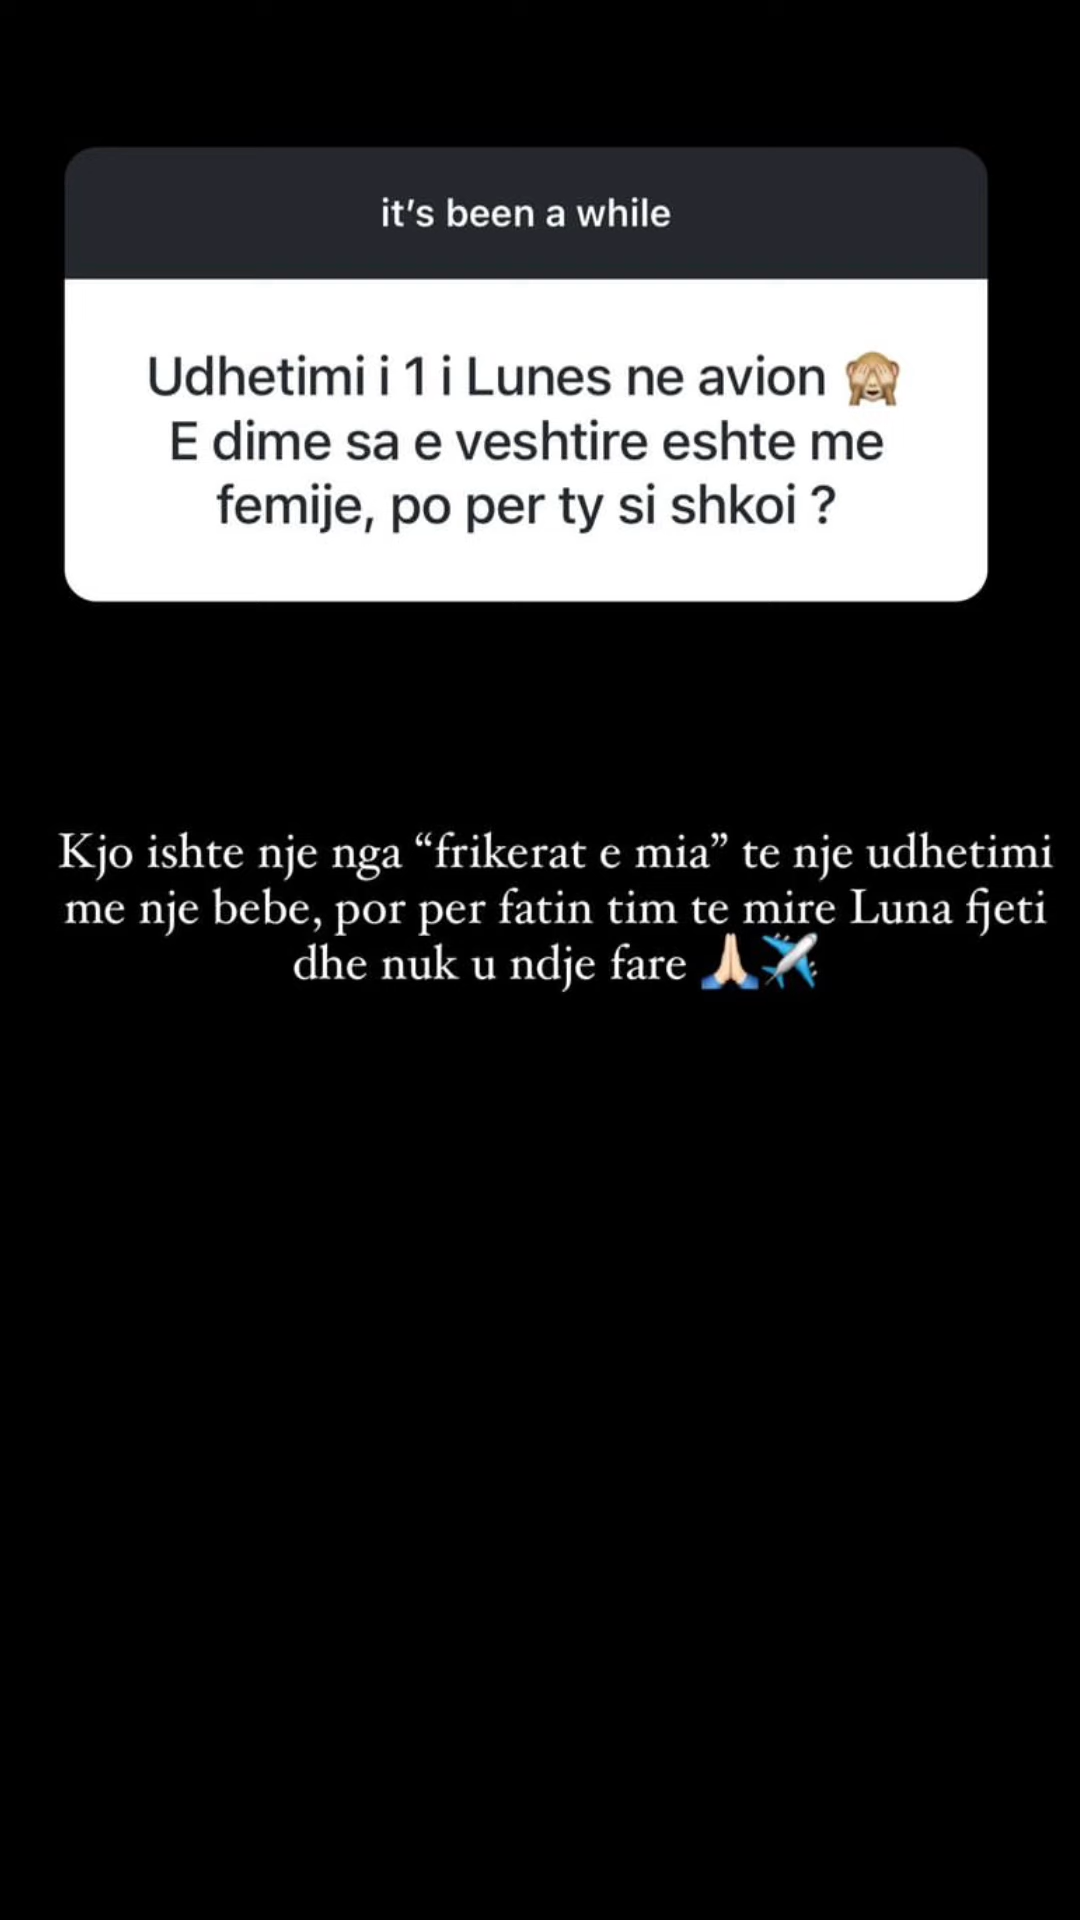 it's been a while
Udhetimi i 1 i Lunes ne avion 🙈
E dime sa e veshtire eshte me
femije, po per ty si shkoi ?
Kjo ishte nje nga “frikerat e mia” te nje udhetimi
me nje bebe, por per fatin tim te mire Luna fjeti
dhe nuk u ndje fare 🙏🏻✈️